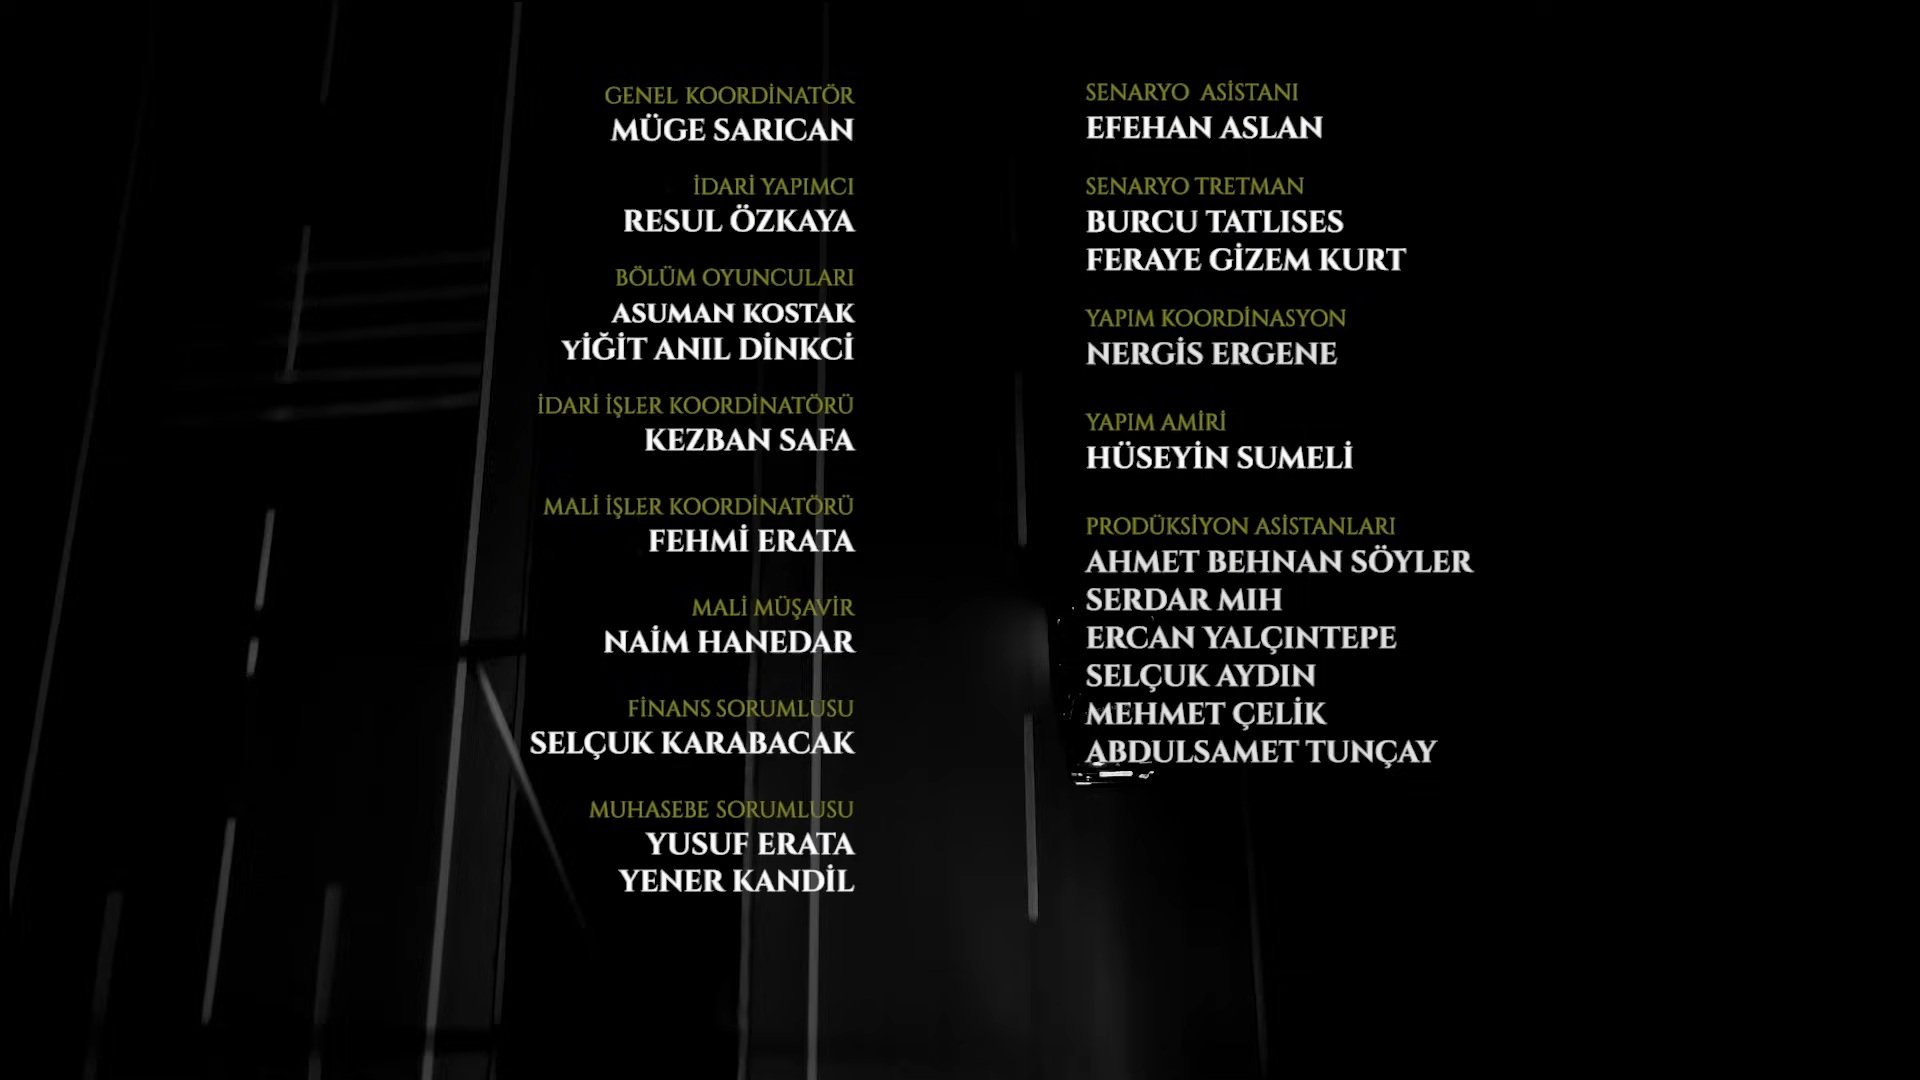 GENEL KOORDİNATÖR
MÜGE SARICAN
İDARİ YAPIMCI
RESUL ÖZKAYA
BÖLÜM OYUNCULARI
ASUMAN KOSTAK
YİĞİT ANIL DİNKCİ
İDARİ İŞLER KOORDİNATÖRÜ
KEZBAN SAFA
MALİ İŞLER KOORDİNATÖRÜ
FEHMİ ERATA
MALİ MÜŞAVİR
NAİM HANEDAR
FİNANS SORUMLUSU
SELÇUK KARABACAK
MUHASEBE SORUMLUSU
YUSUF ERATA
YENER KANDİL
SENARYO ASİSTANI
EFEHAN ASLAN
SENARYO TRETMAN
BURCU TATLISES
FERAYE GİZEM KURT
YAPIM KOORDİNASYON
NERGİS ERGENE
YAPIM AMİRİ
HÜSEYİN SUMELİ
PRODÜKSİYON ASİSTANLARI
AHMET BEHNAN SÖYLER
SERDAR MIH
ERCAN YALÇINTEPE
SELÇUK AYDIN
MEHMET ÇELİK
ABDULSAMET TUNÇAY